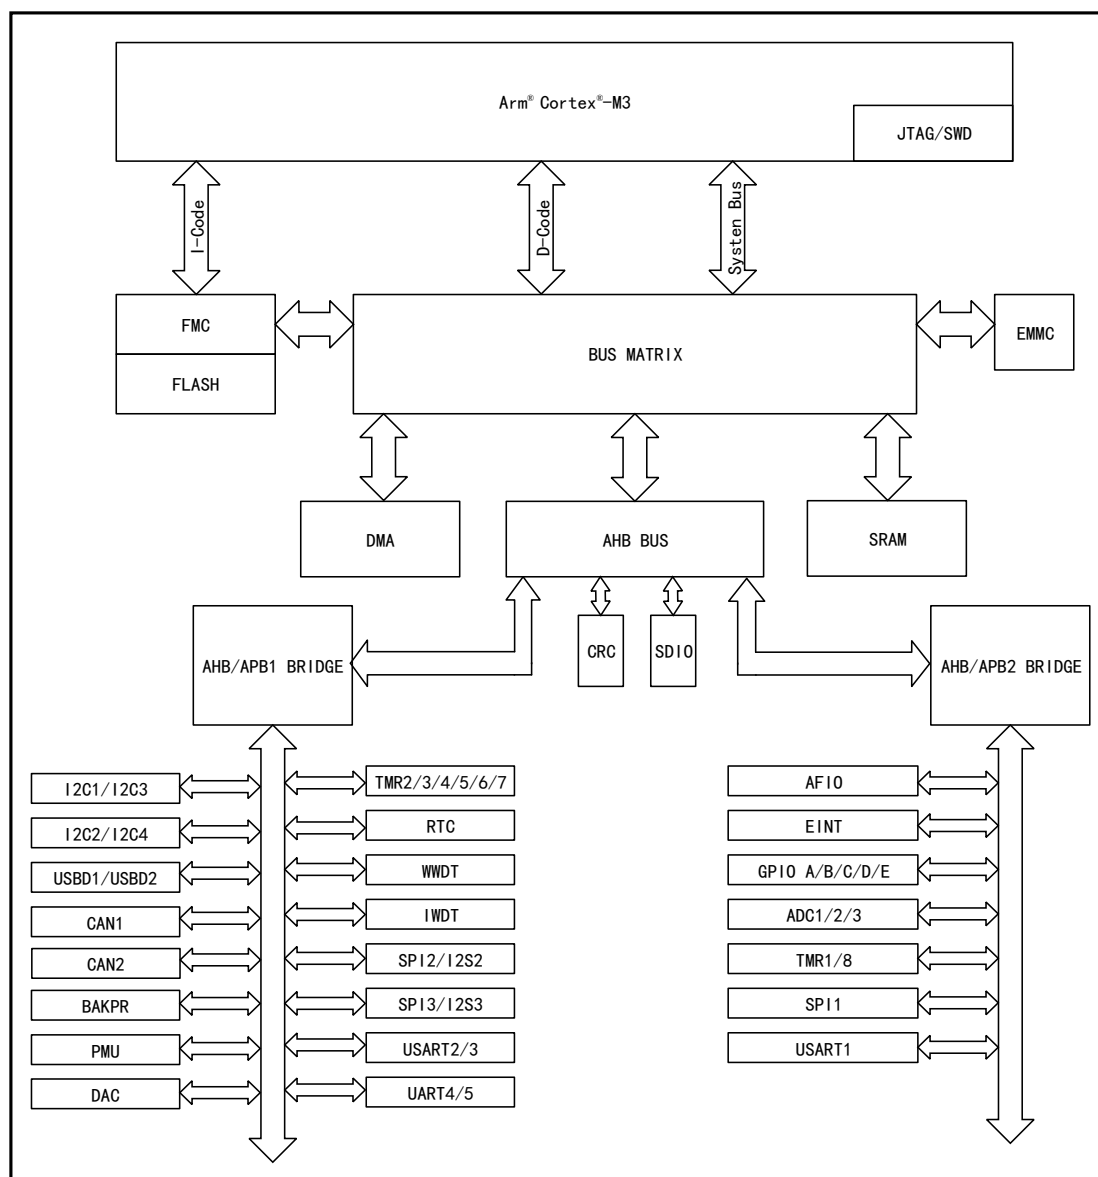 Arm® Cortex®-M3
JTAG/SWD
I-Code
D-Code
Systen Bus
FMC
FLASH
BUS MATRIX
EMMC
DMA
AHB BUS
SRAM
CRC
SDIO
AHB/APB1 BRIDGE
AHB/APB2 BRIDGE
I2C1/I2C3
I2C2/I2C4
USBD1/USBD2
CAN1
CAN2
BAKPR
PMU
DAC
TMR2/3/4/5/6/7
RTC
WWDT
IWDT
SPI2/I2S2
SPI3/I2S3
USART2/3
UART4/5
AFIO
EINT
GPIO A/B/C/D/E
ADC1/2/3
TMR1/8
SPI1
USART1